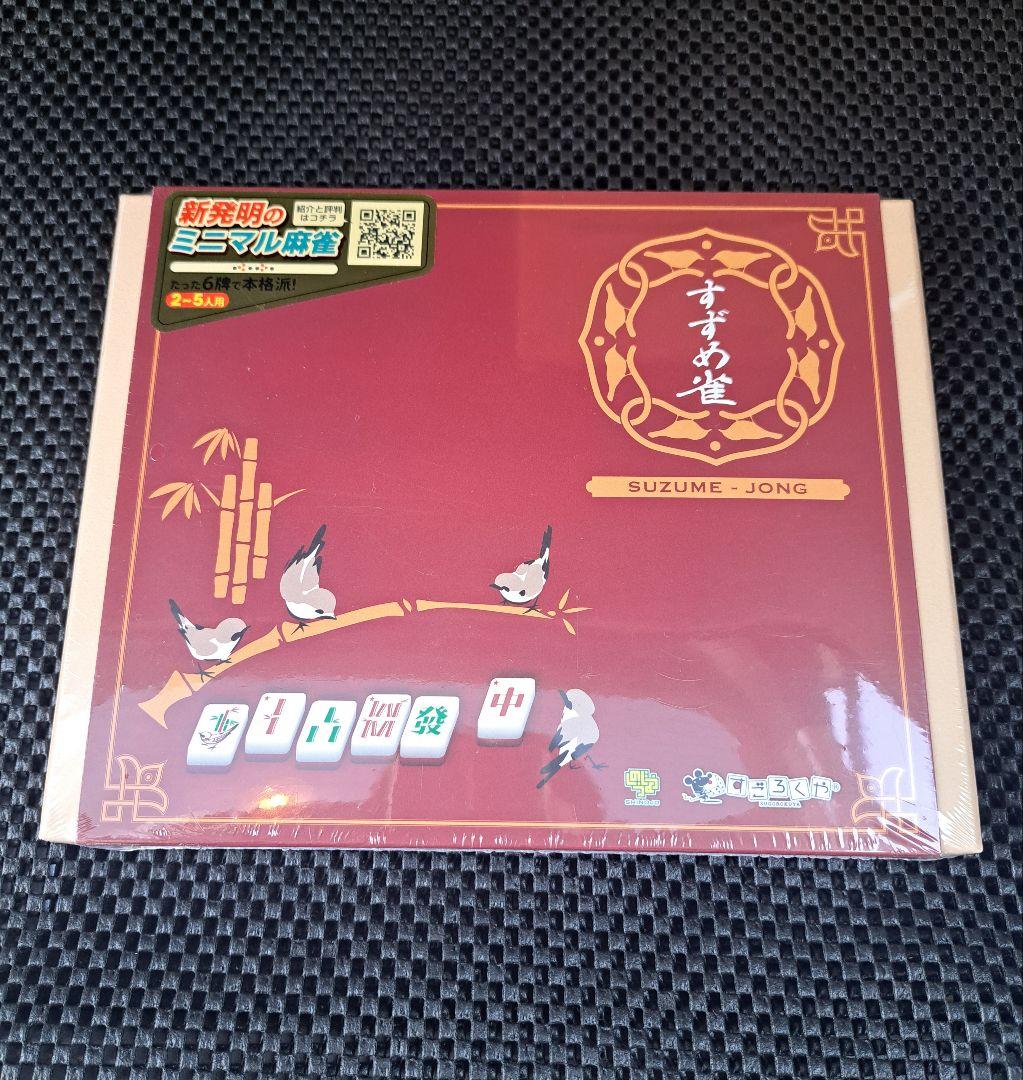 新発明の
紹介と評判
はコチラ
ミニマル麻雀
たった6牌で本格派!
2~5人用
すずめ雀
SUZUME - JONG
發
中
SHINOJO
すごろくや®
SUGOROKUYA